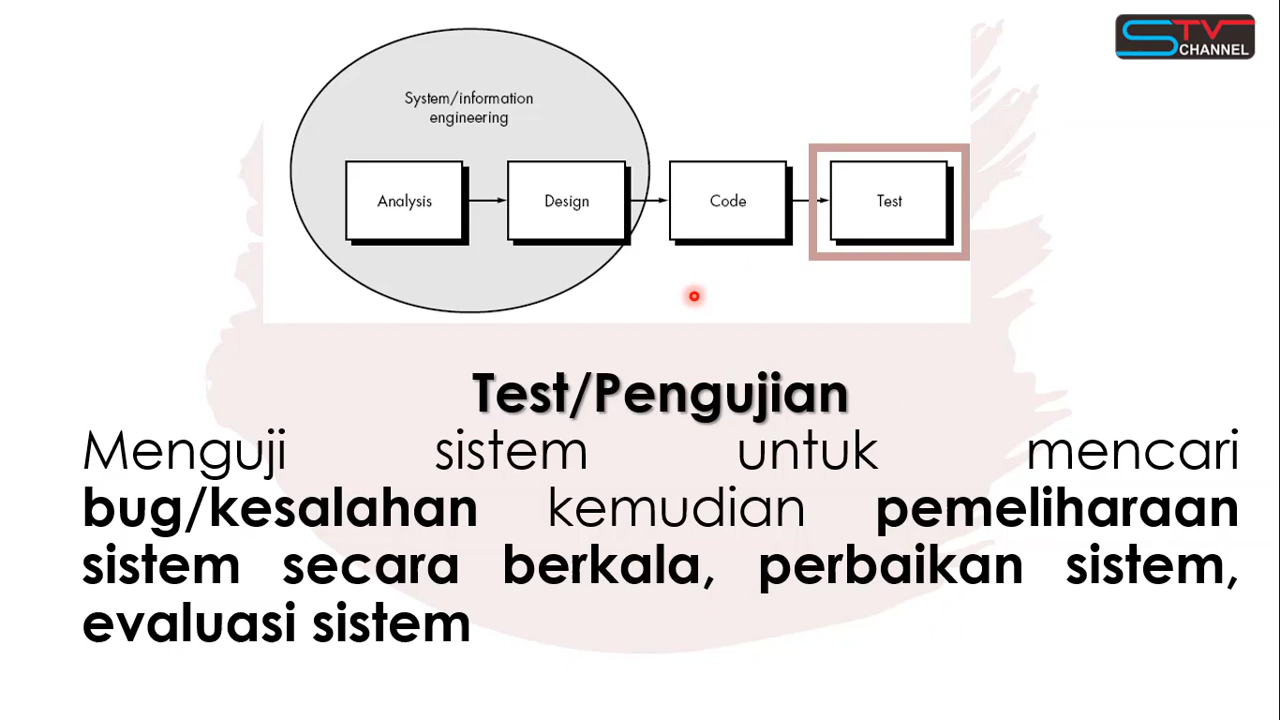 STV
CHANNEL
System/information
engineering
Analysis
Design
Code
Test
Test/Pengujian
Menguji sistem untuk mencari
bug/kesalahan kemudian pemeliharaan
sistem secara berkala, perbaikan sistem,
evaluasi sistem